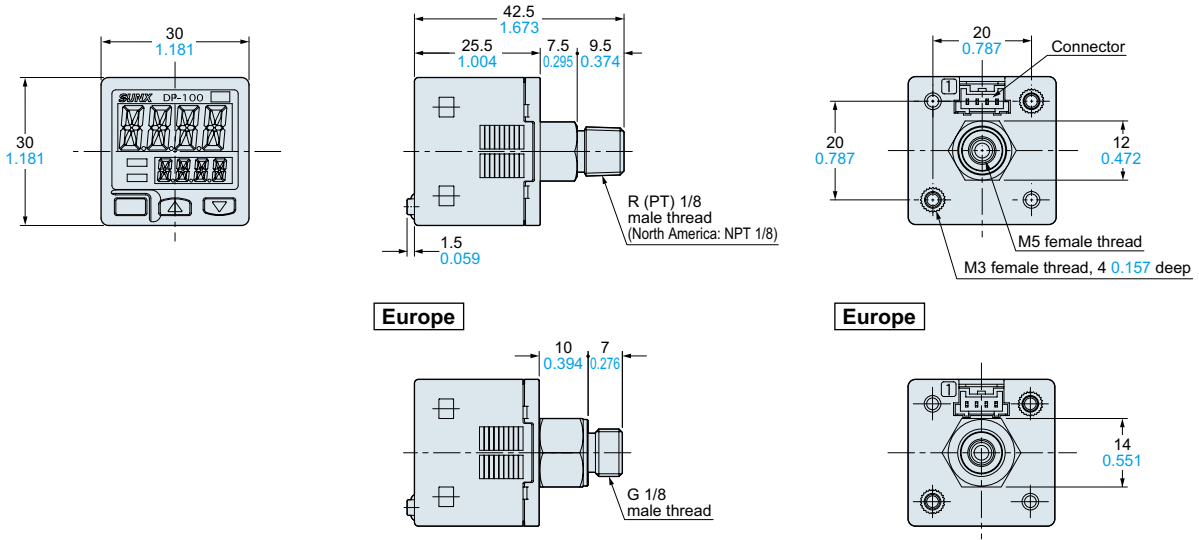 30
1.181
30
1.181
SUNX DP-100
42.5
1.673
25.5
1.004
7.5
0.295
9.5
0.374
R (PT) 1/8
male thread
(North America: NPT 1/8)
1.5
0.059
20
0.787
Connector
1
20
0.787
12
0.472
M5 female thread
M3 female thread, 4 0.157 deep
Europe
10
0.394
7
0.276
G 1/8
male thread
Europe
1
14
0.551